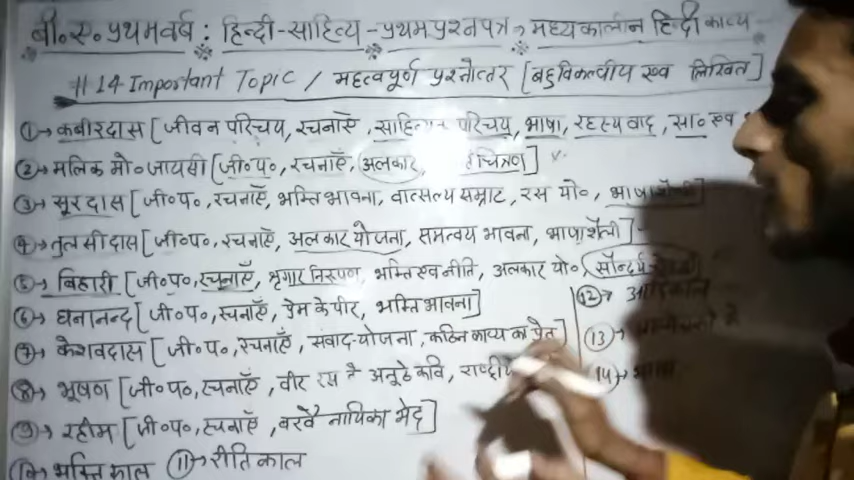 बी०ए० प्रथमवर्ष : हिन्दी-साहित्य - प्रथम प्रश्नपत्र, मध्यकालीन हिन्दी काव्य
# 14 Important Topic / महत्वपूर्ण प्रश्नोत्तर [बहुविकल्पीय एवं लिखित]
①→ कबीरदास [जीवन परिचय, रचनाएँ, साहित्यिक परिचय, भाषा, रहस्यवाद, सा०
②→ मलिक मो० जायसी [जी०प०, रचनाएँ, अलंकार,
③→ सूरदास [जी०प०, रचनाएँ, भक्ति भावना, वात्सल्य सम्राट, रस यो०, भाषाशैली]
④→ तुलसीदास [जी०प०, रचनाएँ, अलंकार योजना, समन्वय भावना, भाषाशैली]
⑤→ बिहारी [जी०प०, रचनाएँ, श्रृंगार निरूपण, भक्ति एवं नीति, अलंकार यो०, सौन्दर्य
⑥→ घनानन्द [जी०प०, रचनाएँ, प्रेम के पीर, भक्ति भावना]
⑦→ केशवदास [जी०प०, रचनाएँ, संवाद-योजना, कठिन काव्य का प्रेत]
⑧→ भूषण [जी०प०, रचनाएँ, वीर रस के अनूठे कवि,
⑨→ रहीम [जी०प०, रचनाएँ, बरवै नायिका भेद]
⑩→ भक्ति काल ⑪→ रीति काल
⑫→ आदिकाल
⑬→
⑭→